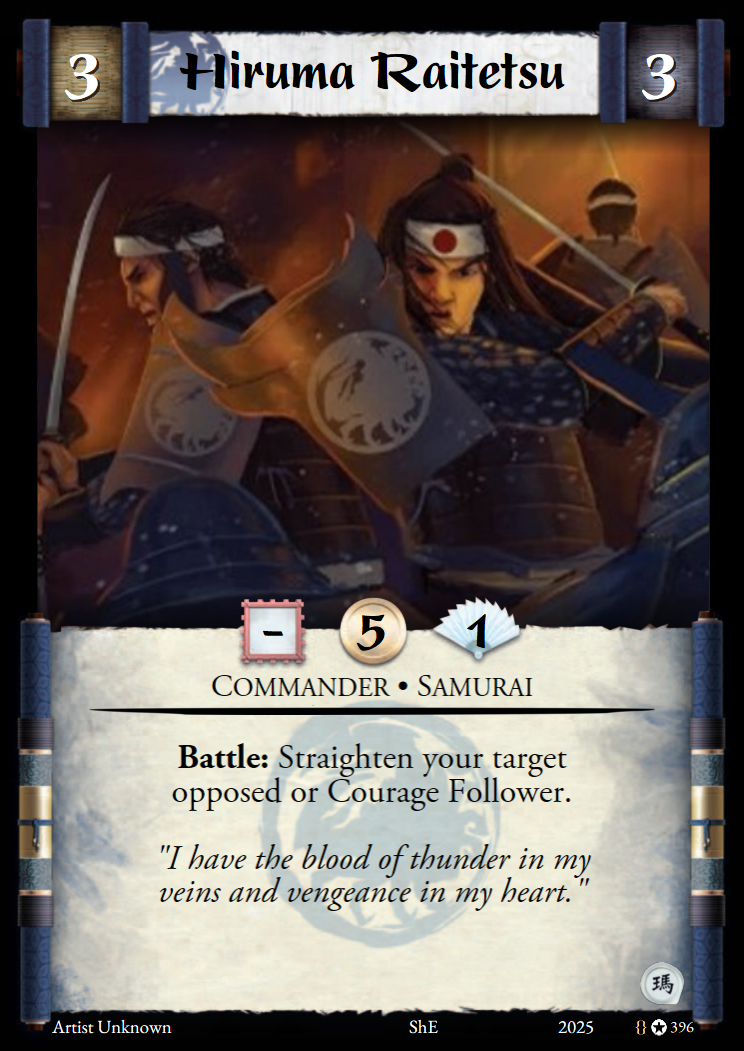 3 Hiruma Raitetsu 3
- 5 1
Commander • Samurai
Battle: Straighten your target
opposed or Courage Follower.
"I have the blood of thunder in my
veins and vengeance in my heart."
瑪
Artist Unknown ShE 2025 {} ✪ 396